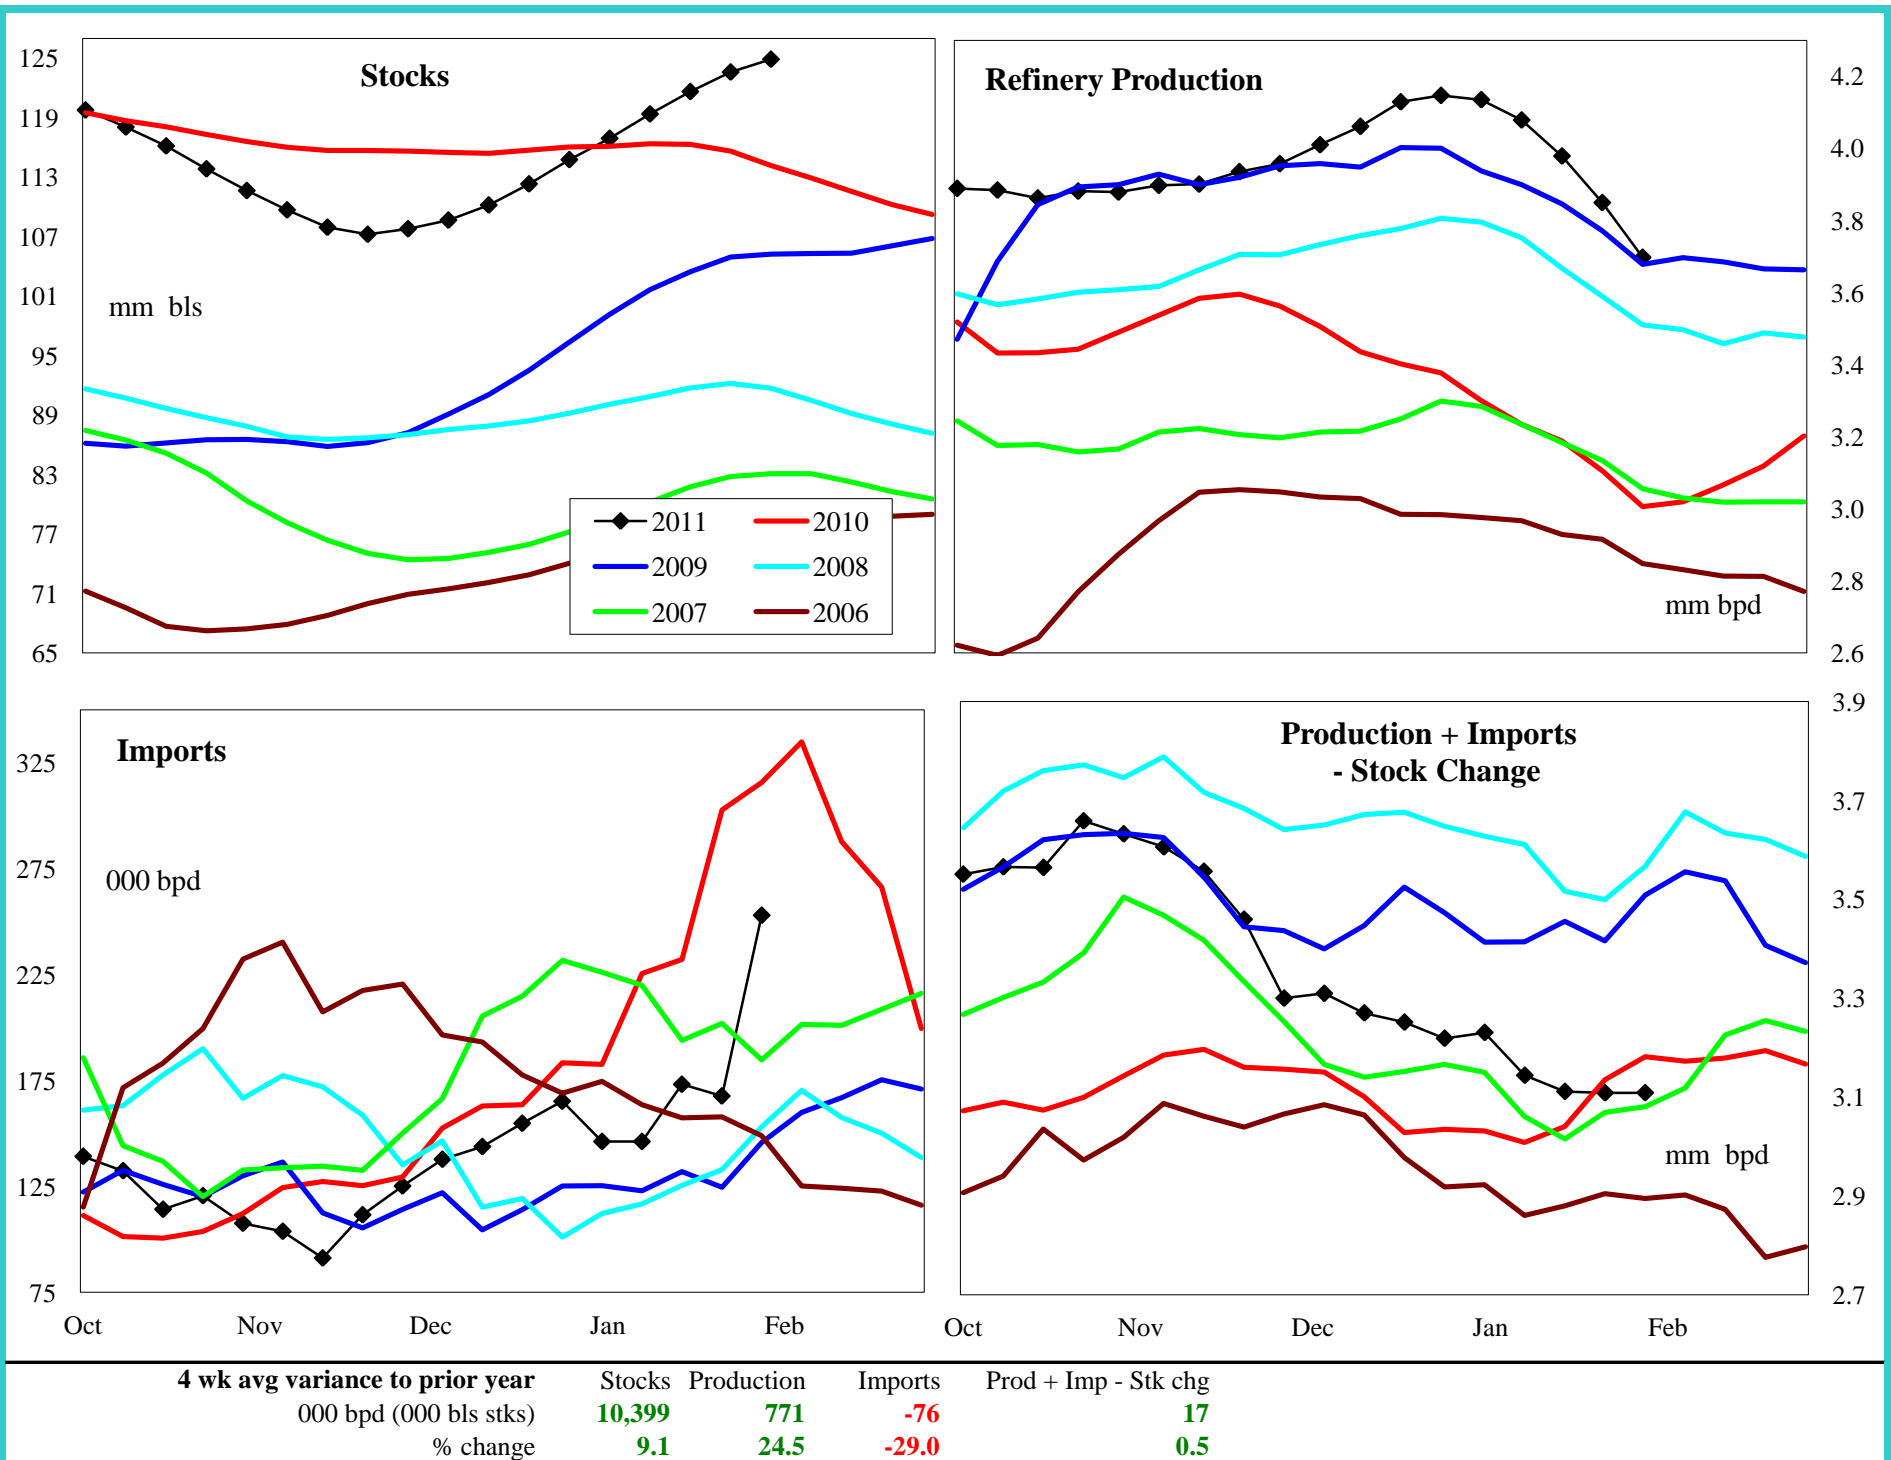 Stocks
125
119
113
107
101
95
89
83
77
71
65
mm bls
2011
2010
2009
2008
2007
2006
Refinery Production
4.2
4.0
3.8
3.6
3.4
3.2
3.0
2.8
2.6
mm bpd
Imports
325
275
225
175
125
75
000 bpd
Oct Nov Dec Jan Feb
Production + Imports
- Stock Change
3.9
3.7
3.5
3.3
3.1
2.9
2.7
mm bpd
Oct Nov Dec Jan Feb
4 wk avg variance to prior year Stocks Production Imports Prod + Imp - Stk chg
000 bpd (000 bls stks) 10,399 771 -76 17
% change 9.1 24.5 -29.0 0.5